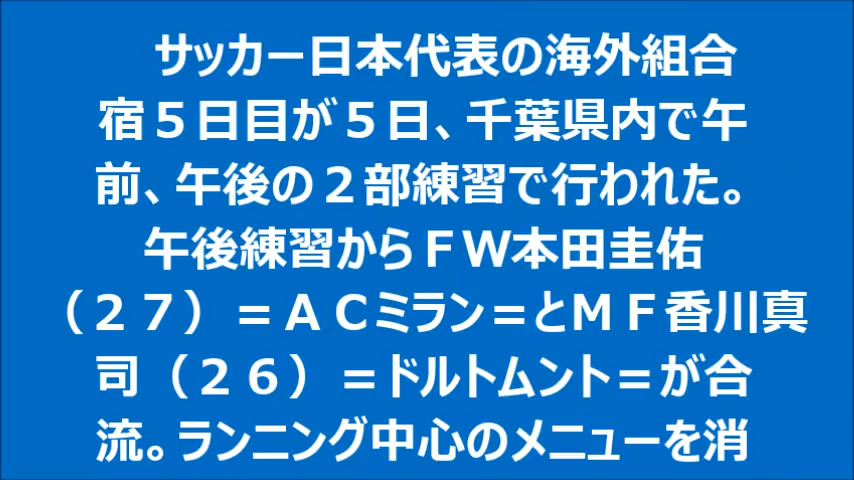 サッカー日本代表の海外組合
宿５日目が５日、千葉県内で午
前、午後の２部練習で行われた。
午後練習からＦＷ本田圭佑
（２７）＝ＡＣミラン＝とＭＦ香川真
司（２６）＝ドルトムント＝が合
流。ランニング中心のメニューを消